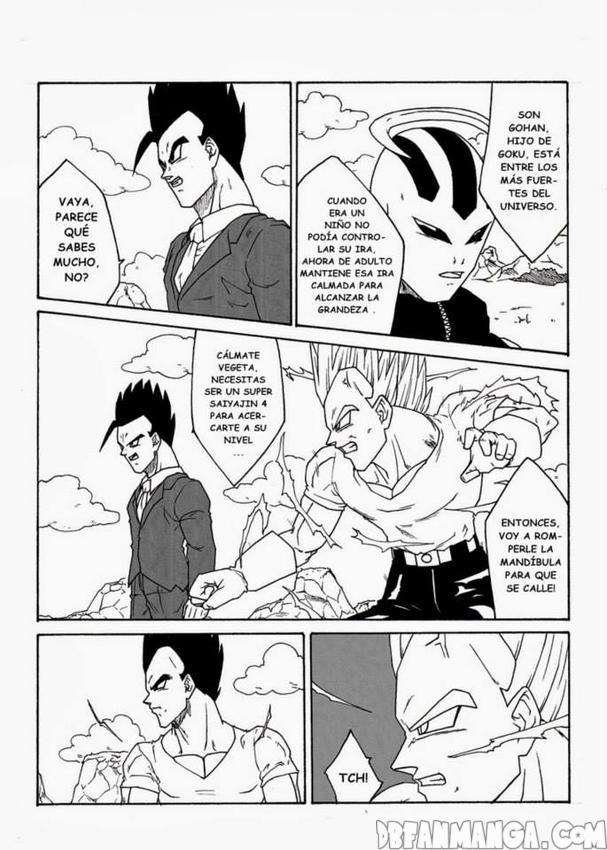 SON
GOHAN,
HIJO DE
GOKU, ESTÁ
ENTRE LOS
MÁS FUER-
TES DEL
UNIVERSO.
CUANDO
ERA UN
NIÑO NO
PODÍA CONTRO-
LAR SU IRA,
AHORA DE ADULTO
MANTIENE ESA IRA
CALMADA PARA
ALCANZAR LA
GRANDEZA .
VAYA,
PARECE
QUÉ
SABES
MUCHO,
NO?
CÁLMATE
VEGETA,
NECESITAS
SER UN SUPER
SAIYAJIN 4
PARA ACER-
CARTE A SU
NIVEL
...
ENTONCES,
VOY A ROM-
PERLE LA
MANDÍBULA
PARA QUE
SE CALLE!
TCH!
DBFANMANGA.COM